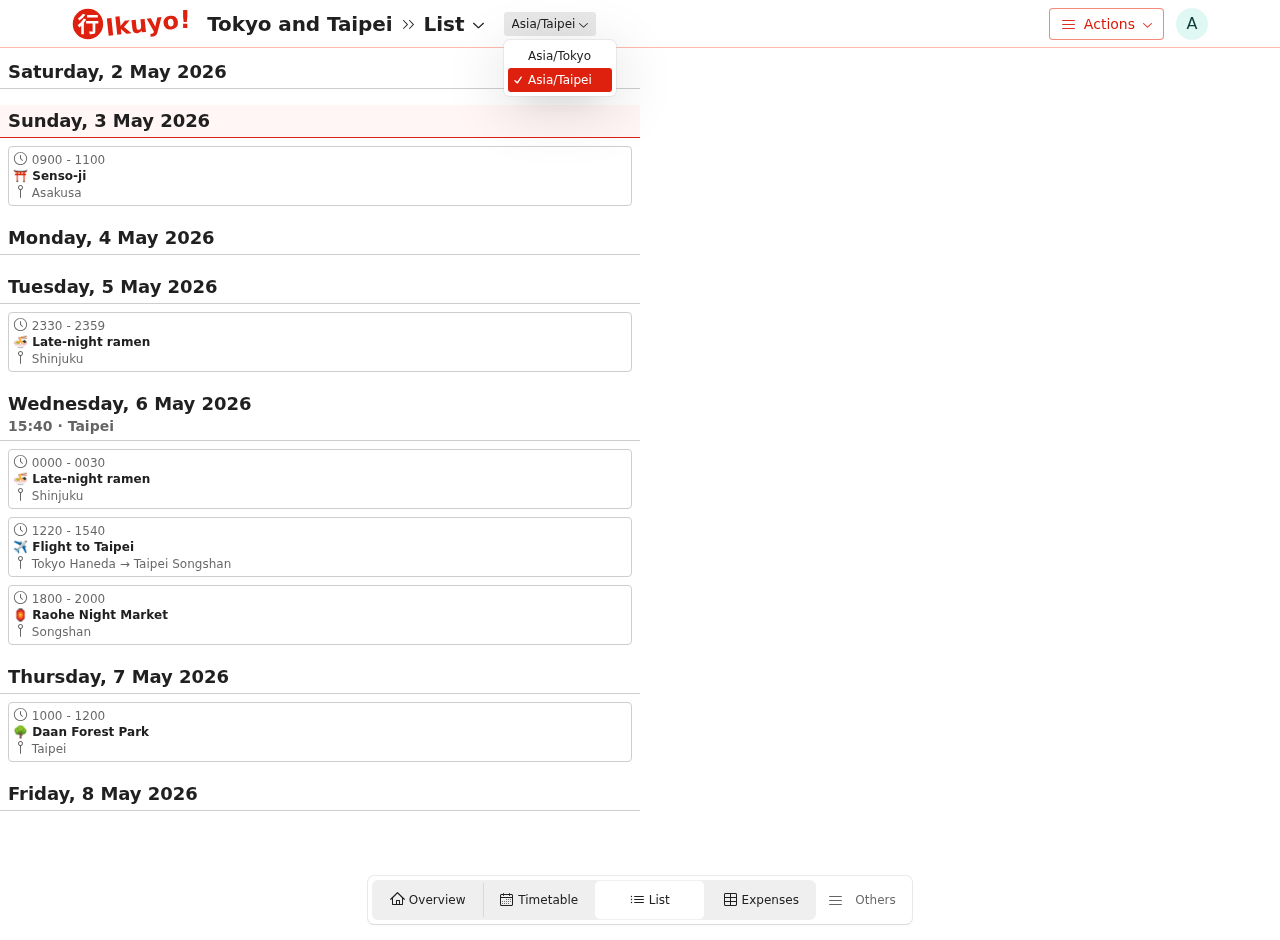 行 Ikuyo! Tokyo and Taipei » List Asia/Taipei Actions A
Asia/Tokyo
✓ Asia/Taipei
Saturday, 2 May 2026
Sunday, 3 May 2026
0900 - 1100
⛩️ Senso-ji
Asakusa
Monday, 4 May 2026
Tuesday, 5 May 2026
2330 - 2359
🍜 Late-night ramen
Shinjuku
Wednesday, 6 May 2026
15:40 · Taipei
0000 - 0030
🍜 Late-night ramen
Shinjuku
1220 - 1540
✈️ Flight to Taipei
Tokyo Haneda → Taipei Songshan
1800 - 2000
🏮 Raohe Night Market
Songshan
Thursday, 7 May 2026
1000 - 1200
🌳 Daan Forest Park
Taipei
Friday, 8 May 2026
Overview Timetable List Expenses Others